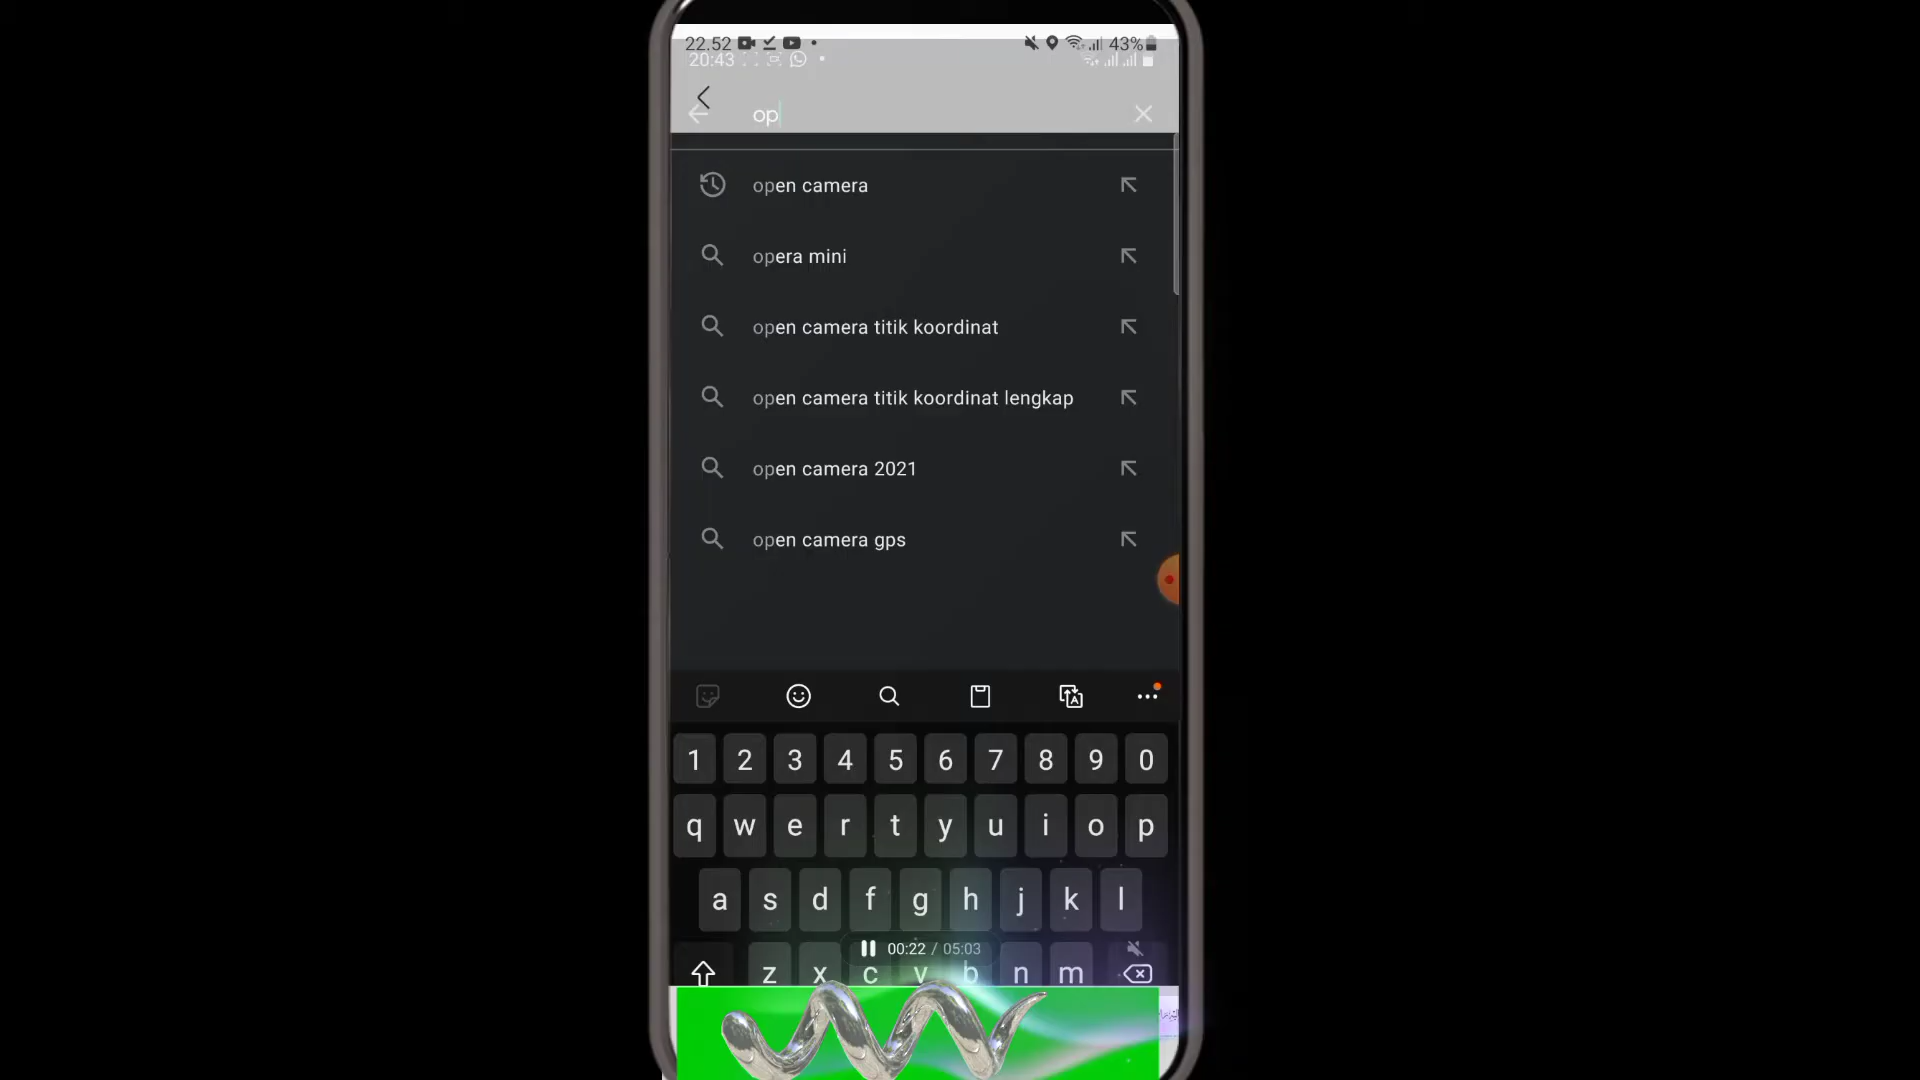 22.52 43%
20:43
op
open camera
opera mini
open camera titik koordinat
open camera titik koordinat lengkap
open camera 2021
open camera gps
1 2 3 4 5 6 7 8 9 0
q w e r t y u i o p
a s d f g h j k l
00:22 / 05:03
z x c v b n m